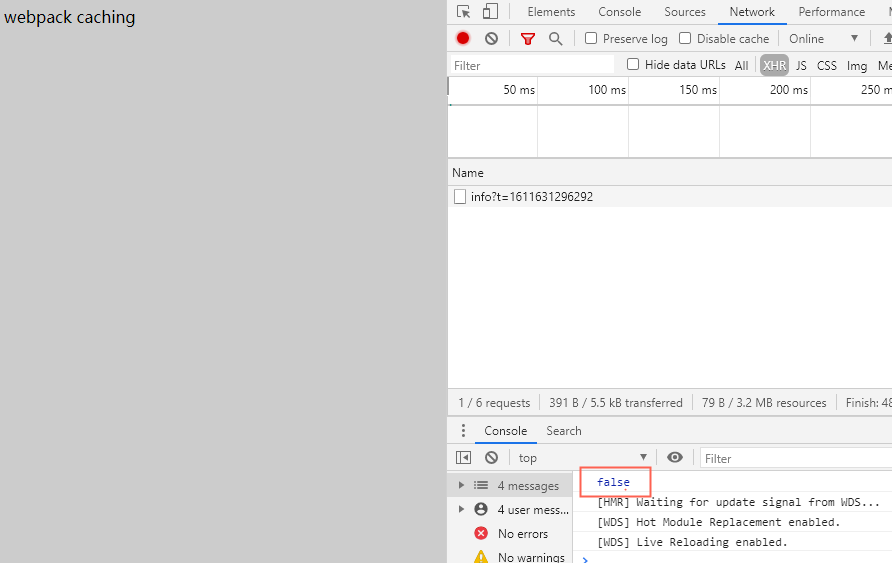 webpack caching
Elements Console Sources Network Performance
Preserve log Disable cache Online
Filter Hide data URLs All XHR JS CSS Img Me
50 ms 100 ms 150 ms 200 ms 250 m
Name
info?t=1611631296292
1 / 6 requests 391 B / 5.5 kB transferred 79 B / 3.2 MB resources Finish: 48
Console Search
top Filter
4 messages
4 user mess...
No errors
No warnings
false
[HMR] Waiting for update signal from WDS...
[WDS] Hot Module Replacement enabled.
[WDS] Live Reloading enabled.